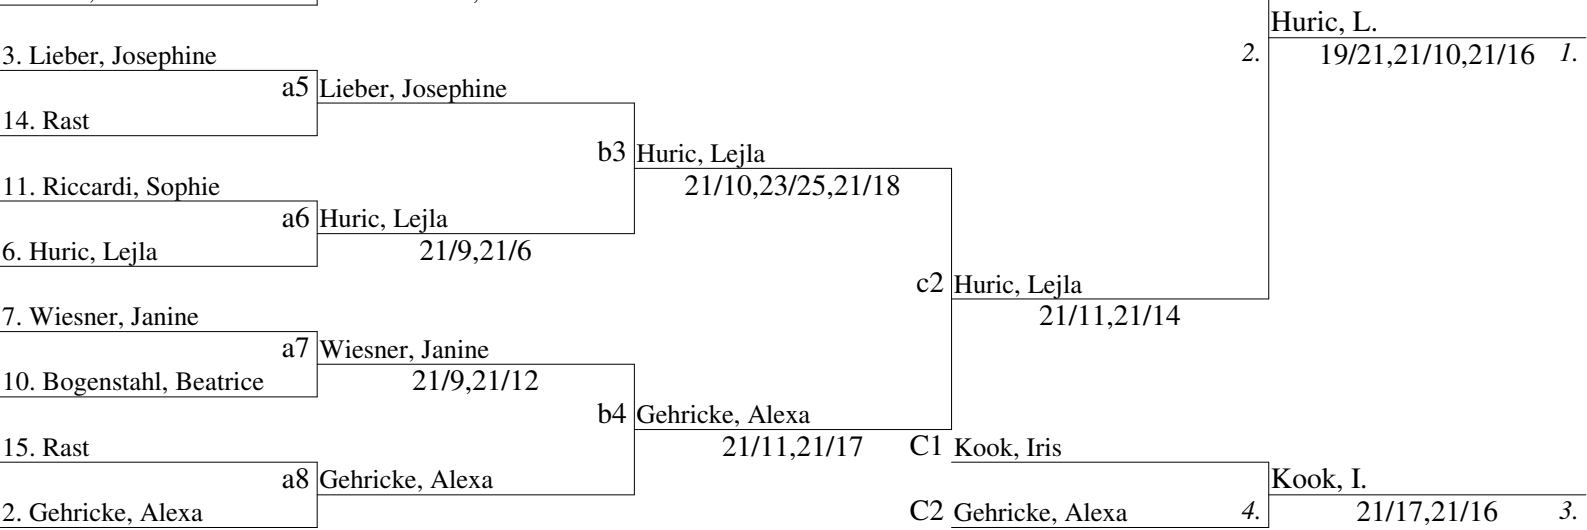 Huric, L.
2. 19/21,21/10,21/16 1.
3. Lieber, Josephine
a5 Lieber, Josephine
14. Rast
b3 Huric, Lejla
21/10,23/25,21/18
11. Riccardi, Sophie
a6 Huric, Lejla
21/9,21/6
6. Huric, Lejla
c2 Huric, Lejla
21/11,21/14
7. Wiesner, Janine
a7 Wiesner, Janine
21/9,21/12
10. Bogenstahl, Beatrice
b4 Gehricke, Alexa
21/11,21/17
15. Rast
a8 Gehricke, Alexa
2. Gehricke, Alexa
C1 Kook, Iris
Kook, I.
C2 Gehricke, Alexa 4. 21/17,21/16 3.